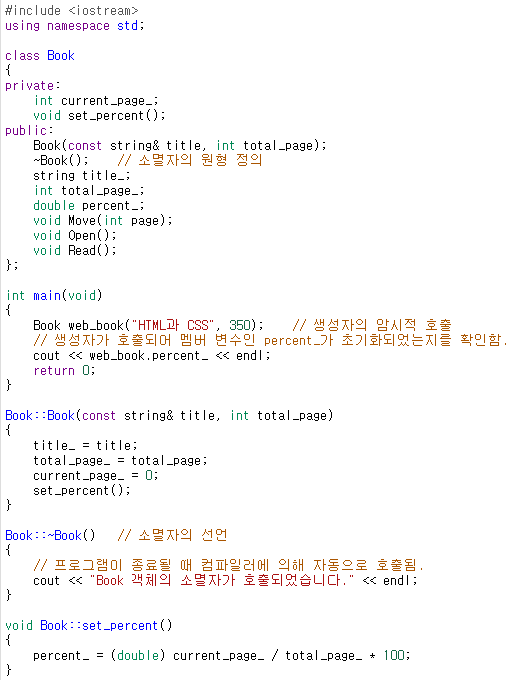 #include <iostream>
using namespace std;
class Book
{
private:
    int current_page_;
    void set_percent();
public:
    Book(const string& title, int total_page);
    ~Book();    // 소멸자의 원형 정의
    string title_;
    int total_page_;
    double percent_;
    void Move(int page);
    void Open();
    void Read();
};
int main(void)
{
    Book web_book("HTML과 CSS", 350);    // 생성자의 암시적 호출
    // 생성자가 호출되어 멤버 변수인 percent_가 초기화되었는지를 확인함.
    cout << web_book.percent_ << endl;
    return 0;
}
Book::Book(const string& title, int total_page)
{
    title_ = title;
    total_page_ = total_page;
    current_page_ = 0;
    set_percent();
}
Book::~Book()   // 소멸자의 선언
{
    // 프로그램이 종료될 때 컴파일러에 의해 자동으로 호출됨.
    cout << "Book 객체의 소멸자가 호출되었습니다." << endl;
}
void Book::set_percent()
{
    percent_ = (double) current_page_ / total_page_ * 100;
}